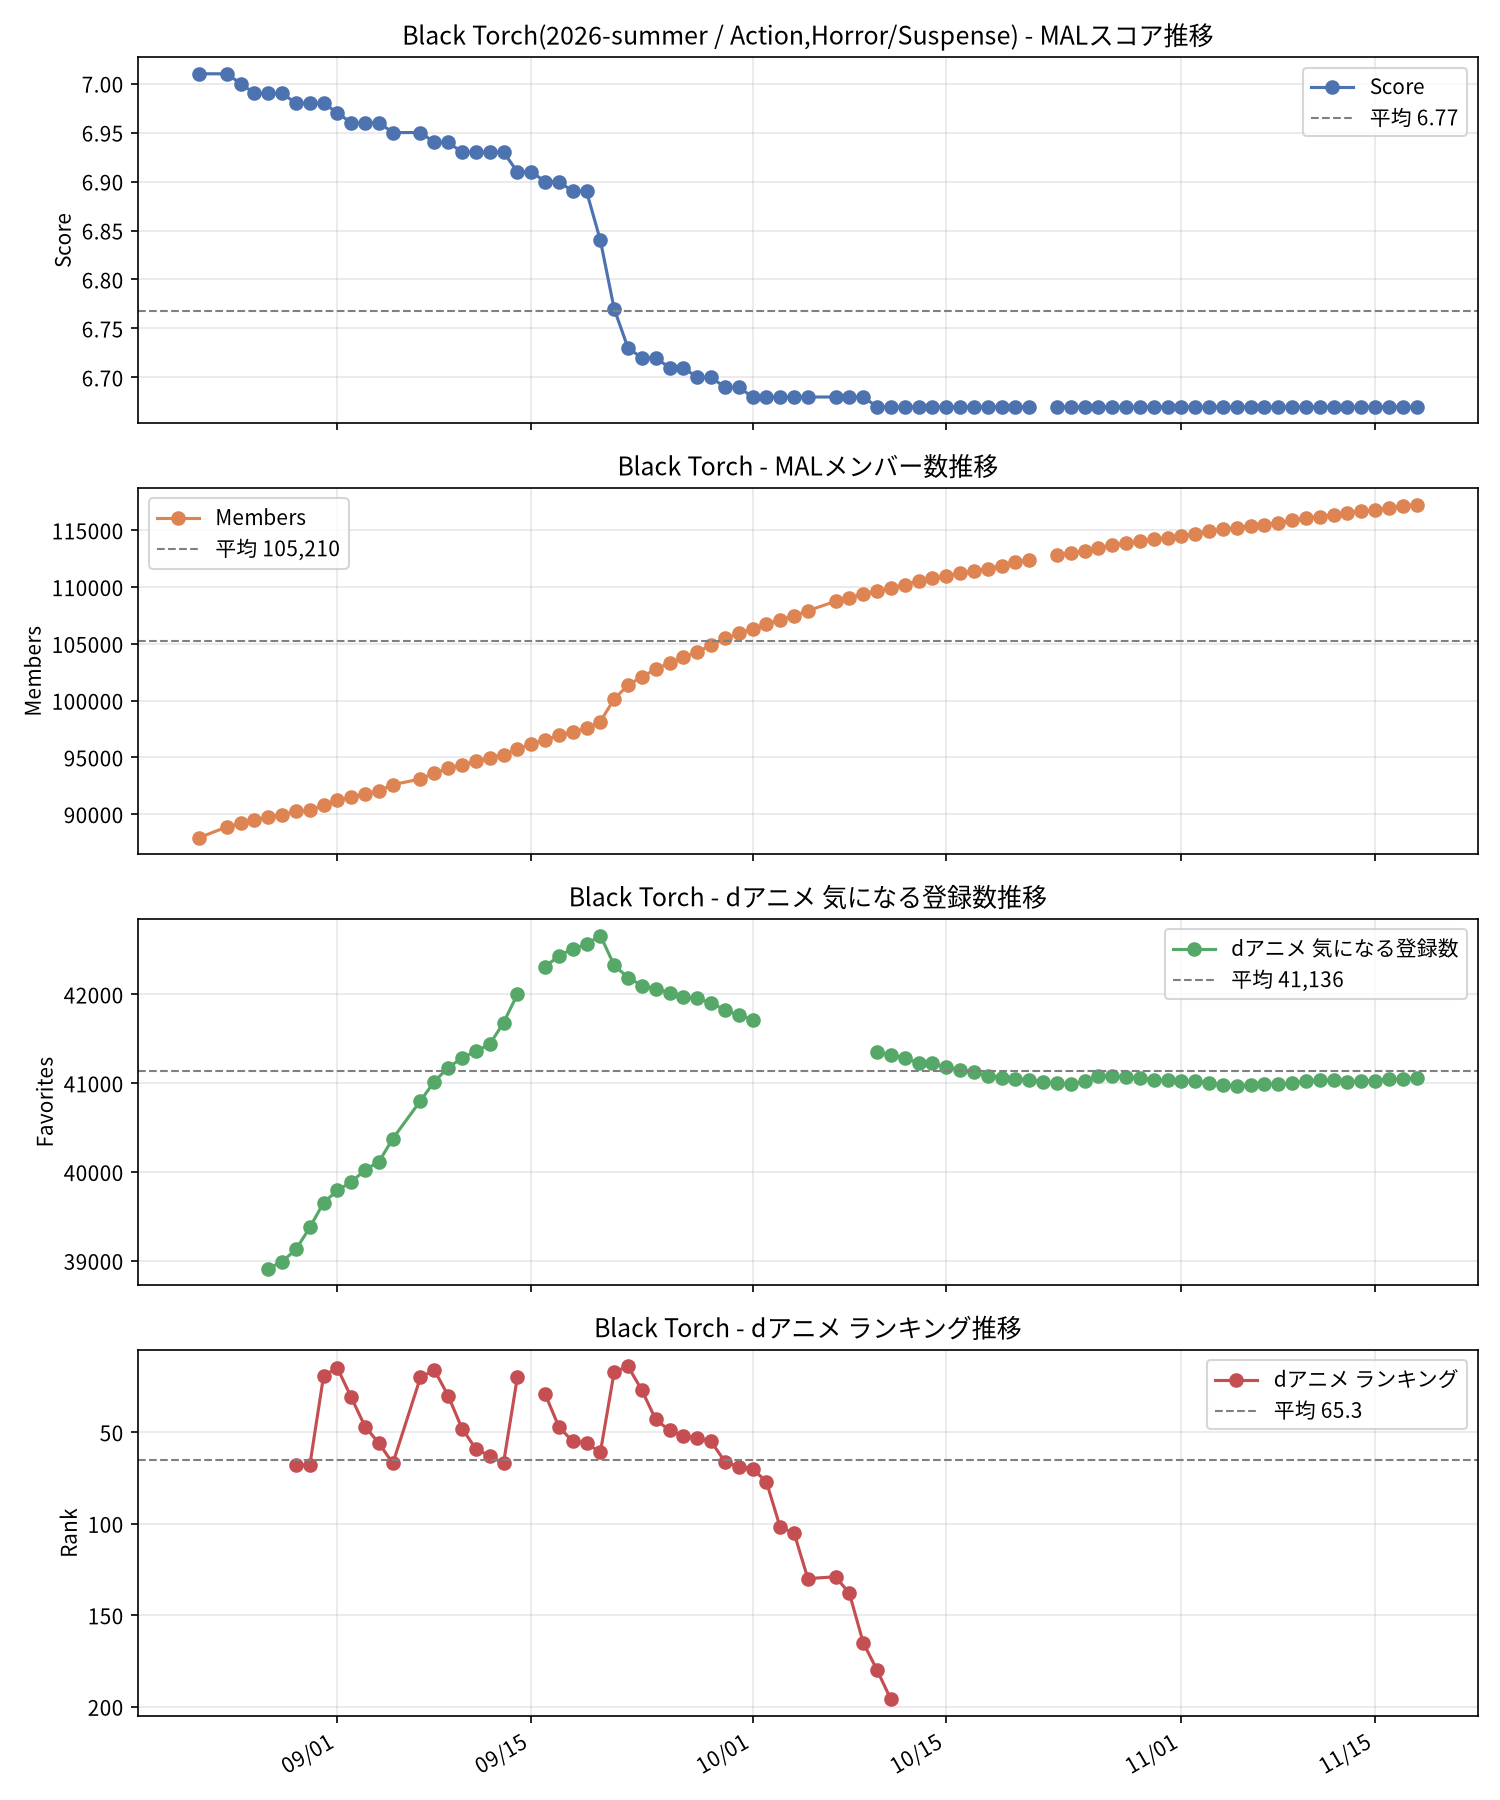 Black Torch(2026-summer / Action,Horror/Suspense) - MALスコア推移
Score
7.00
6.95
6.90
6.85
6.80
6.75
6.70
Score
平均 6.77
Black Torch - MALメンバー数推移
Members
115000
110000
105000
100000
95000
90000
Members
平均 105,210
Black Torch - dアニメ 気になる登録数推移
Favorites
42000
41000
40000
39000
dアニメ 気になる登録数
平均 41,136
Black Torch - dアニメ ランキング推移
Rank
50
100
150
200
dアニメ ランキング
平均 65.3
09/01
09/15
10/01
10/15
11/01
11/15